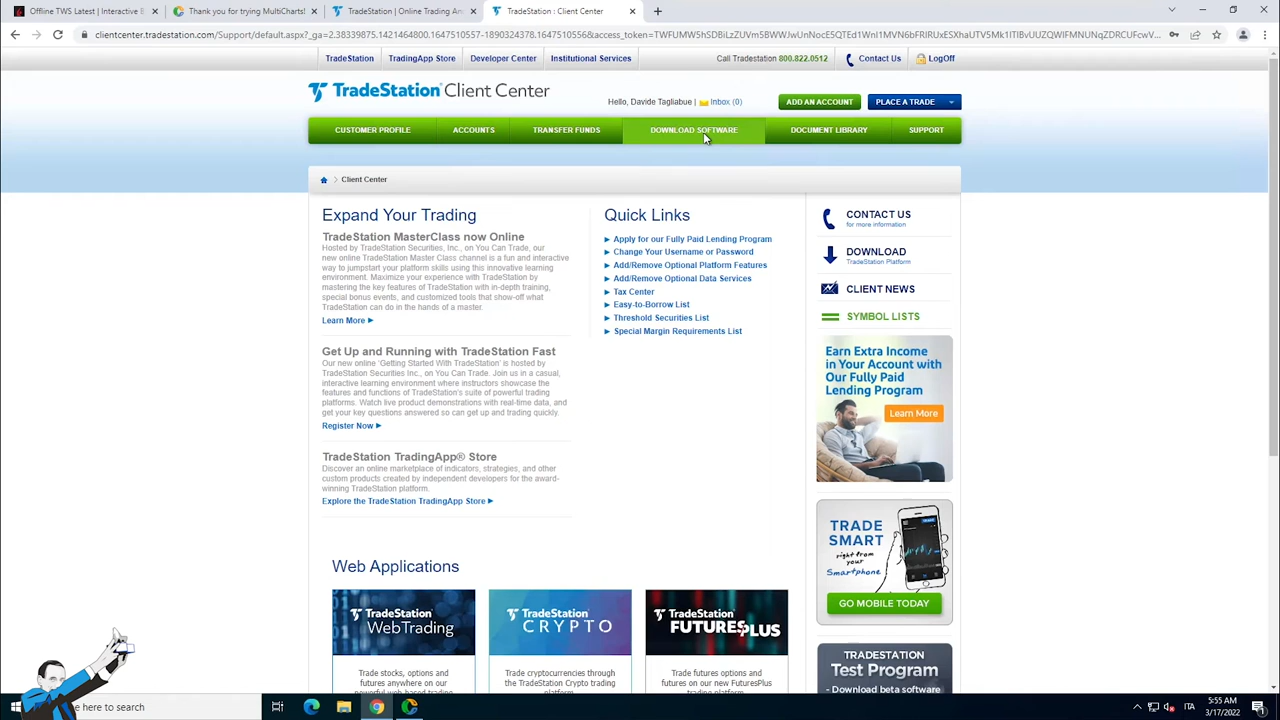 Offline TWS Latest | Interactive B
Thank you for trying MultiCharts!
TradeStation Login
TradeStation : Client Center
clientcenter.tradestation.com/Support/default.aspx?_ga=2.38339875.1421464800.1647510257-1890324378.1647510556&access_token=
TradeStation
TradingApp Store
Developer Center
Institutional Services
Call Tradestation 800.822.0512
Contact Us
LogOff
TradeStation Client Center
Hello, Davide Tagliabue | Inbox (0)
ADD AN ACCOUNT
PLACE A TRADE
CUSTOMER PROFILE
ACCOUNTS
TRANSFER FUNDS
DOWNLOAD SOFTWARE
DOCUMENT LIBRARY
SUPPORT
Client Center
Expand Your Trading
TradeStation MasterClass now Online
Hosted by TradeStation Securities, Inc., on You Can Trade, our
new online TradeStation Master Class channel is a fun and interactive
way to jumpstart your platform skills using this innovative learning
environment. Maximize your experience with TradeStation by
mastering the key features of TradeStation with in-depth training,
special bonus events, and customized tools that show-off what
TradeStation can do in the hands of a master.
Learn More
Get Up and Running with TradeStation Fast
Our new online 'Getting Started With TradeStation' is hosted by
TradeStation Securities Inc., on You Can Trade. Join us in a casual,
interactive learning environment where instructors showcase the
features and functions of TradeStation's suite of powerful trading
platforms. Watch live product demonstrations with real-time data, and
get your key questions answered so can get up and trading quickly.
Register Now
TradeStation TradingApp® Store
Discover an online marketplace of indicators, strategies, and other
custom products created by independent developers for the award-
winning TradeStation platform.
Explore the TradeStation TradingApp Store
Quick Links
Apply for our Fully Paid Lending Program
Change Your Username or Password
Add/Remove Optional Platform Features
Add/Remove Optional Data Services
Tax Center
Easy-to-Borrow List
Threshold Securities List
Special Margin Requirements List
CONTACT US
for more information
DOWNLOAD
TradeStation Platform
CLIENT NEWS
SYMBOL LISTS
Earn Extra Income
in Your Account with
Our Fully Paid
Lending Program
Learn More
TRADE
SMART
right from
your
Smartphone
GO MOBILE TODAY
TRADESTATION
Test Program
- Download beta software
Web Applications
TradeStation
WebTrading
Trade stocks, options and
futures anywhere on our
powerful web-based trading
TradeStation
CRYPTO
Trade cryptocurrencies through
the TradeStation Crypto trading
platform.
TradeStation
FUTURESPLUS
Trade futures options and
futures on our new FuturesPlus
trading platform.
here to search
ITA
5:55 AM
3/17/2022